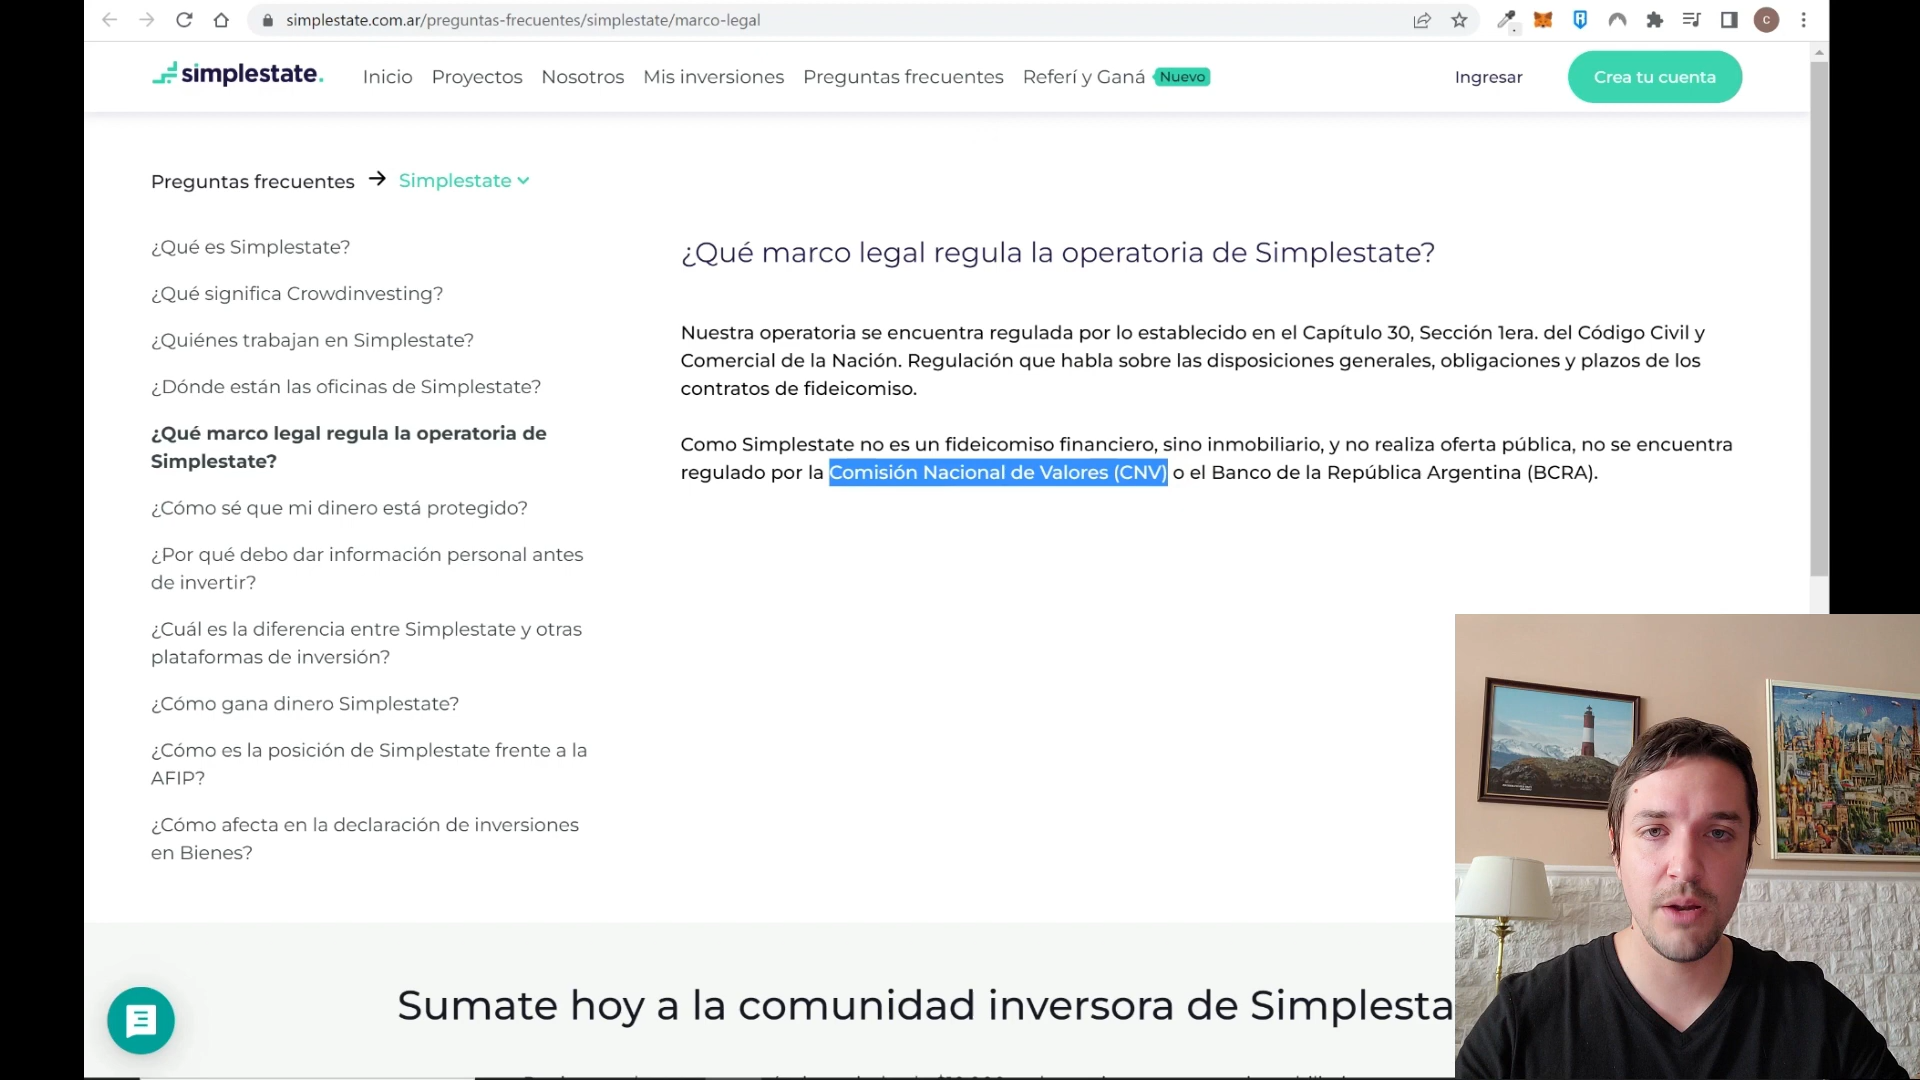 simplestate.com.ar/preguntas-frecuentes/simplestate/marco-legal
simplestate.
Inicio
Proyectos
Nosotros
Mis inversiones
Preguntas frecuentes
Referí y Ganá
Nuevo
Ingresar
Crea tu cuenta
Preguntas frecuentes → Simplestate
¿Qué es Simplestate?
¿Qué significa Crowdinvesting?
¿Quiénes trabajan en Simplestate?
¿Dónde están las oficinas de Simplestate?
¿Qué marco legal regula la operatoria de
Simplestate?
¿Cómo sé que mi dinero está protegido?
¿Por qué debo dar información personal antes
de invertir?
¿Cuál es la diferencia entre Simplestate y otras
plataformas de inversión?
¿Cómo gana dinero Simplestate?
¿Cómo es la posición de Simplestate frente a la
AFIP?
¿Cómo afecta en la declaración de inversiones
en Bienes?
¿Qué marco legal regula la operatoria de Simplestate?
Nuestra operatoria se encuentra regulada por lo establecido en el Capítulo 30, Sección 1era. del Código Civil y
Comercial de la Nación. Regulación que habla sobre las disposiciones generales, obligaciones y plazos de los
contratos de fideicomiso.
Como Simplestate no es un fideicomiso financiero, sino inmobiliario, y no realiza oferta pública, no se encuentra
regulado por la Comisión Nacional de Valores (CNV) o el Banco de la República Argentina (BCRA).
Sumate hoy a la comunidad inversora de Simplesta